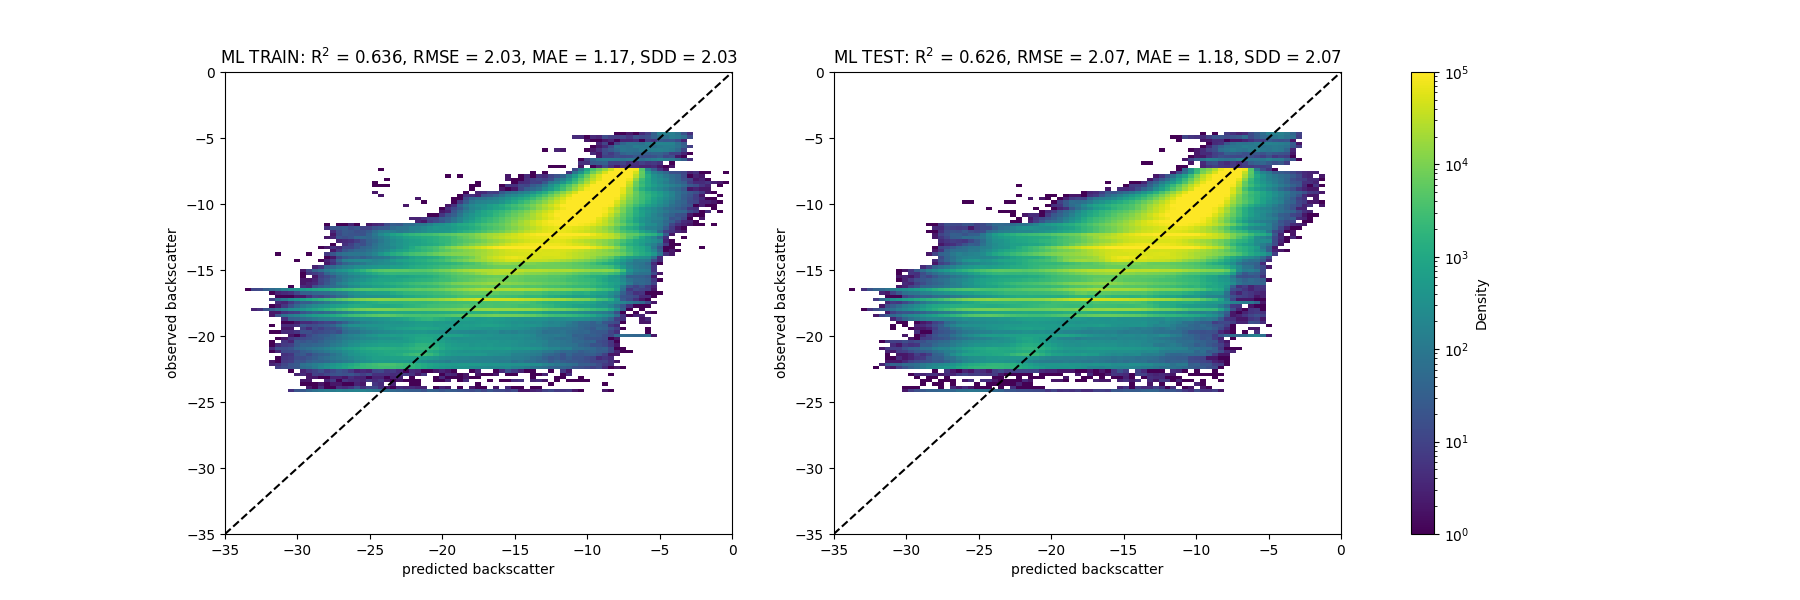 ML TRAIN: R² = 0.636, RMSE = 2.03, MAE = 1.17, SDD = 2.03
0
−5
−10
−15
−20
−25
−30
−35
observed backscatter
−35 −30 −25 −20 −15 −10 −5 0
predicted backscatter
ML TEST: R² = 0.626, RMSE = 2.07, MAE = 1.18, SDD = 2.07
0
−5
−10
−15
−20
−25
−30
−35
observed backscatter
−35 −30 −25 −20 −15 −10 −5 0
predicted backscatter
10⁵
10⁴
10³
10²
10¹
10⁰
Density